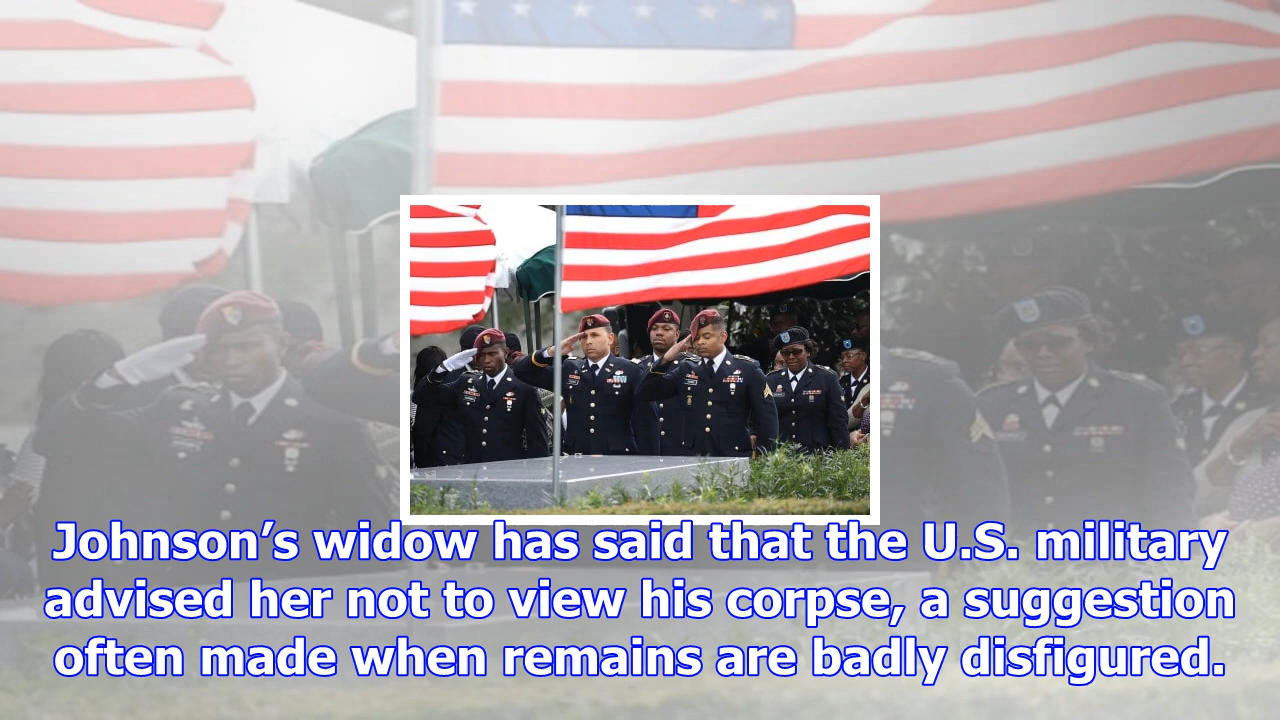 Johnson’s widow has said that the U.S. military
advised her not to view his corpse, a suggestion
often made when remains are badly disfigured.